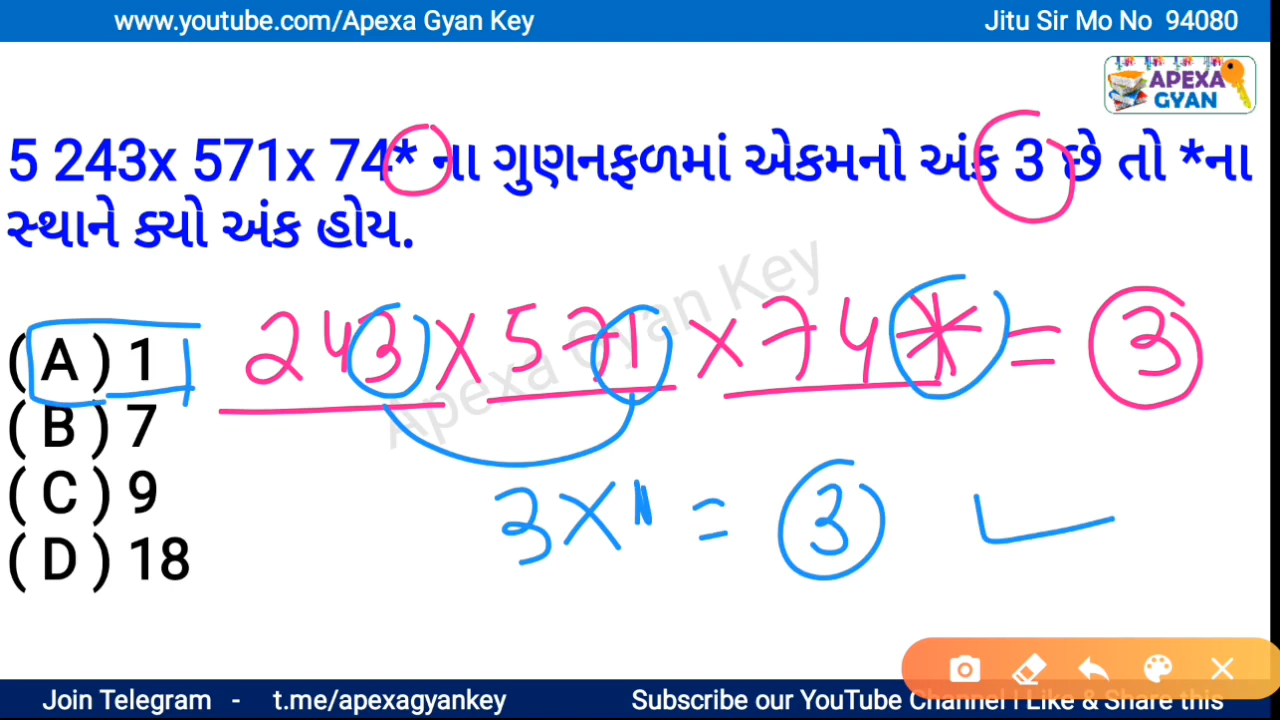 www.youtube.com/Apexa Gyan Key Jitu Sir Mo No 94080
APEXA
GYAN
5 243x 571x 74* ના ગુણનફળમાં એકમનો અંક 3 છે તો *ના
સ્થાને ક્યો અંક હોય.
Apexa Gyan Key
243 X 571 X 74* = 3
( A ) 1
( B ) 7
( C ) 9
3 X 1 = 3
( D ) 18
Join Telegram - t.me/apexagyankey Subscribe our YouTube Channel | Like & Share this